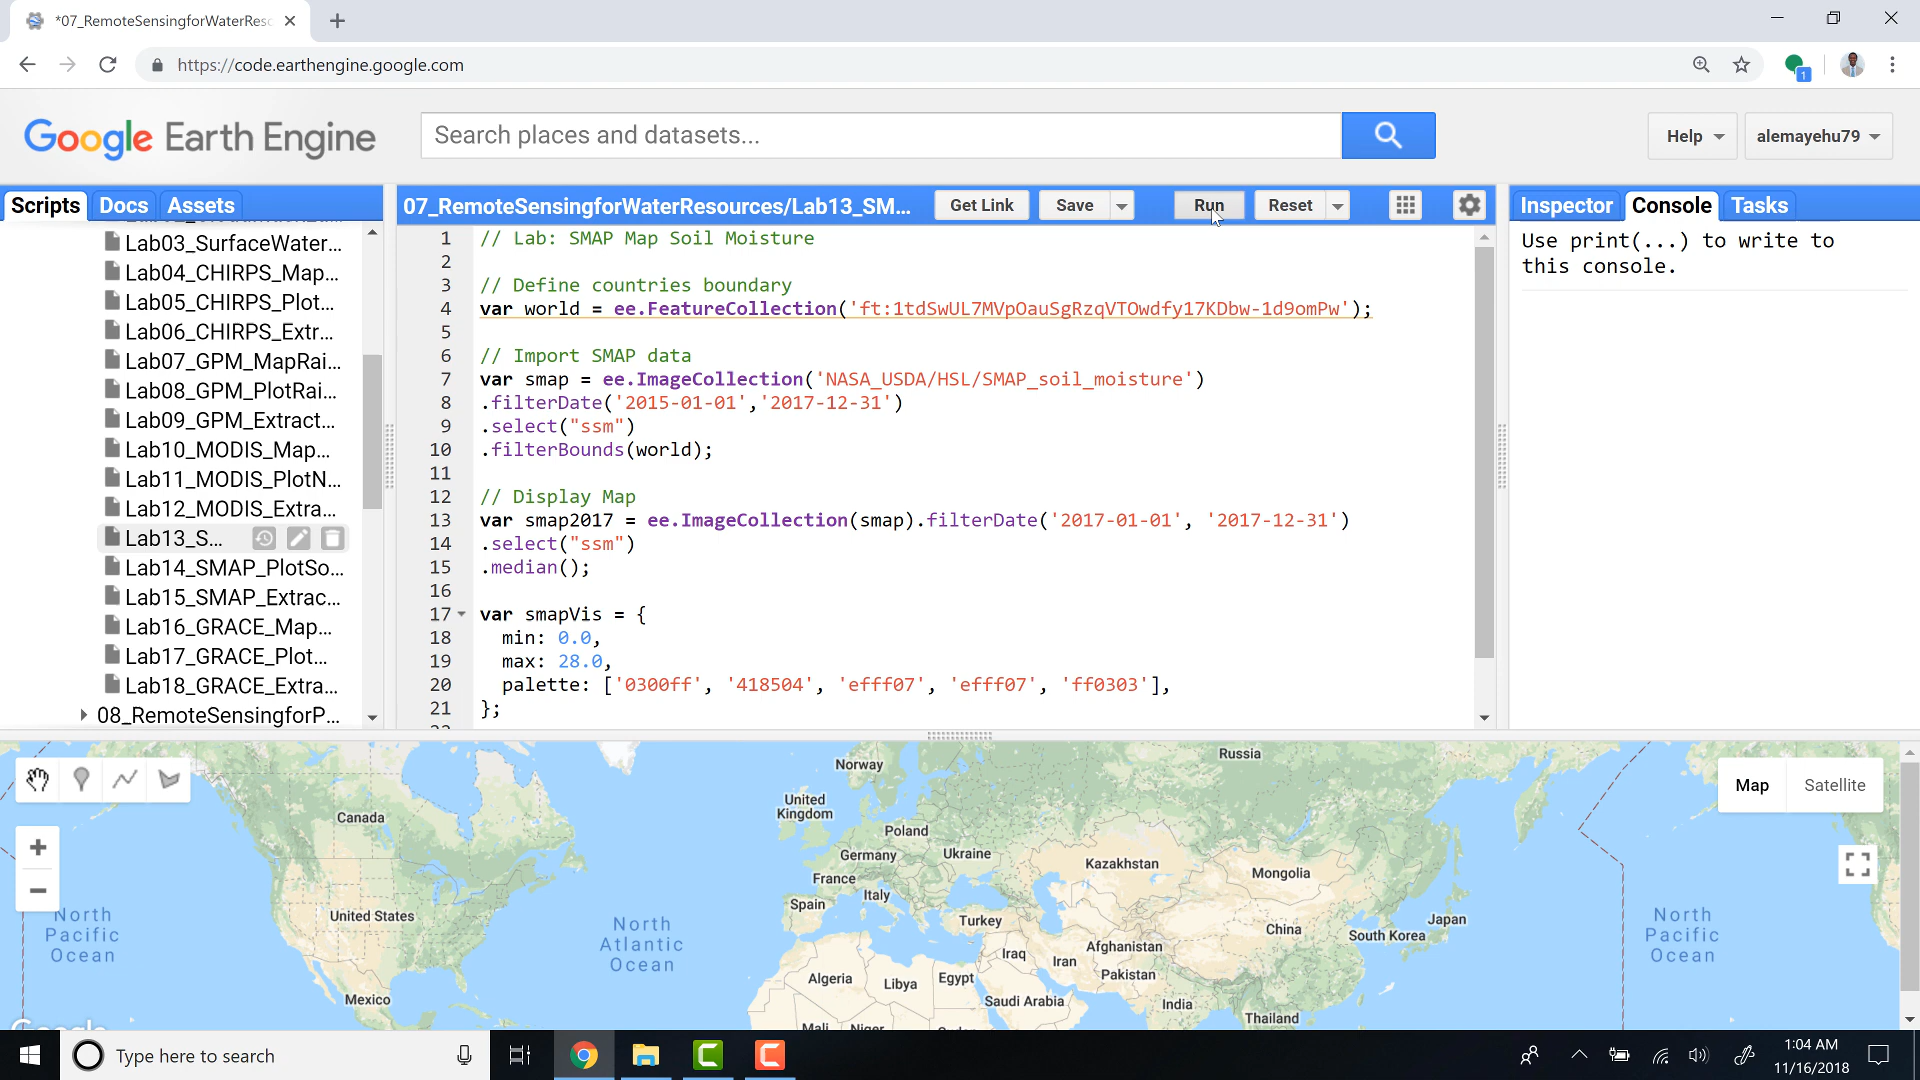 *07_RemoteSensingforWaterReso
https://code.earthengine.google.com
1
Google Earth Engine
Search places and datasets...
Help
alemayehu79
Scripts
Docs
Assets
07_RemoteSensingforWaterResources/Lab13_SM...
Get Link
Save
Run
Reset
Inspector
Console
Tasks
Lab03_SurfaceWater...
Lab04_CHIRPS_Map...
Lab05_CHIRPS_Plot...
Lab06_CHIRPS_Extr...
Lab07_GPM_MapRai...
Lab08_GPM_PlotRai...
Lab09_GPM_Extract...
Lab10_MODIS_Map...
Lab11_MODIS_PlotN...
Lab12_MODIS_Extra...
Lab13_S...
Lab14_SMAP_PlotSo...
Lab15_SMAP_Extrac...
Lab16_GRACE_Map...
Lab17_GRACE_Plot...
Lab18_GRACE_Extra...
08_RemoteSensingforP...
1 // Lab: SMAP Map Soil Moisture
2
3 // Define countries boundary
4 var world = ee.FeatureCollection('ft:1tdSwUL7MVpOauSgRzqVTOwdfy17KDbw-1d9omPw');
5
6 // Import SMAP data
7 var smap = ee.ImageCollection('NASA_USDA/HSL/SMAP_soil_moisture')
8 .filterDate('2015-01-01','2017-12-31')
9 .select("ssm")
10 .filterBounds(world);
11
12 // Display Map
13 var smap2017 = ee.ImageCollection(smap).filterDate('2017-01-01', '2017-12-31')
14 .select("ssm")
15 .median();
16
17 var smapVis = {
18 min: 0.0,
19 max: 28.0,
20 palette: ['0300ff', '418504', 'efff07', 'efff07', 'ff0303'],
21 };
Use print(...) to write to
this console.
Russia
Norway
Map
Satellite
Canada
United
Kingdom
Poland
Germany
Ukraine
Kazakhstan
Mongolia
France
Italy
Spain
United States
North
Pacific
Ocean
North
Atlantic
Ocean
Turkey
Japan
South Korea
China
North
Pacific
Ocean
Afghanistan
Iraq
Iran
Pakistan
Algeria
Libya
Egypt
Saudi Arabia
India
Mexico
Thailand
Mali
Niger
Google
Type here to search
1:04 AM
11/16/2018